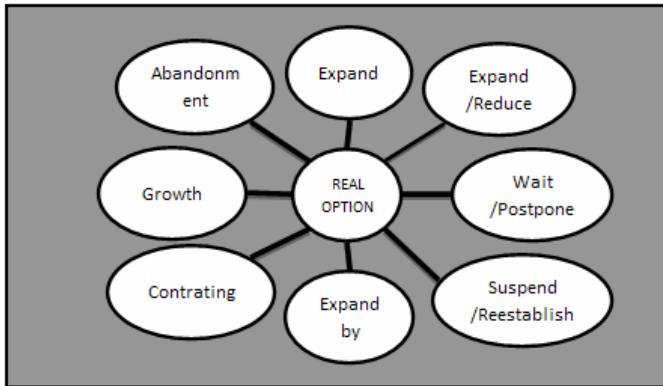 Abandonm
ent
Expand
Expand
/Reduce
Growth
REAL
OPTION
Wait
/Postpone
Contrating
Expand
by
Suspend
/Reestablish